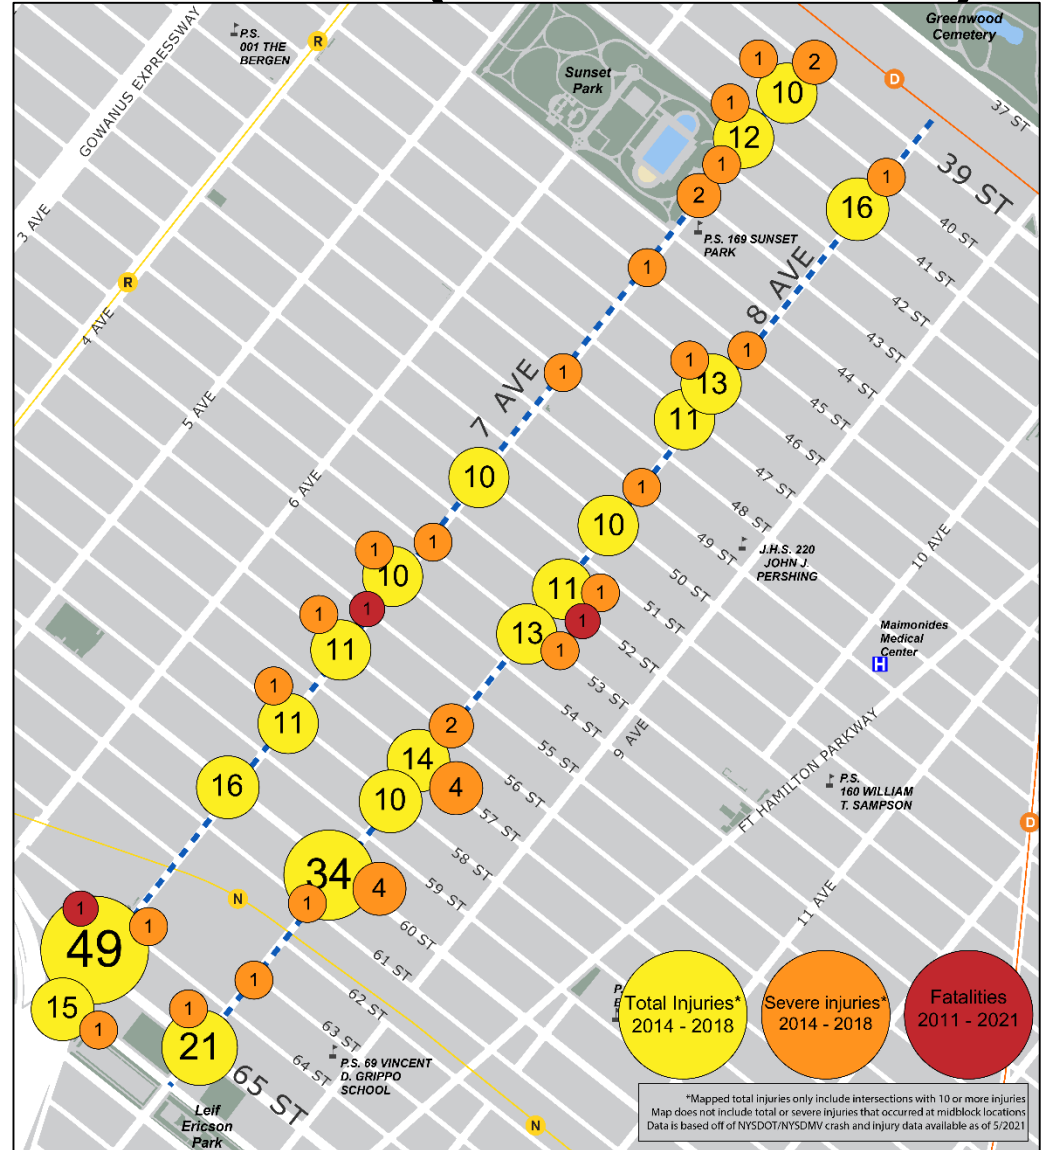 Greenwood
Cemetery
P.S.
001 THE
BERGEN
R
GOWANUS EXPRESSWAY
Sunset
Park
1
2
10
D
37 ST
1
12
39 ST
1
1
2
16
3 AVE
P.S. 169 SUNSET
PARK
40 ST
41 ST
1
R
8 AVE
42 ST
4 AVE
43 ST
1
1
13
44 ST
1
7 AVE
11
45 ST
5 AVE
46 ST
47 ST
10
6 AVE
1
48 ST
10
49 ST
J.H.S. 220
JOHN J.
PERSHING
10 AVE
1
1
10
50 ST
11
1
51 ST
1
1
1
13
1
52 ST
11
Maimonides
Medical
Center
H
53 ST
1
11
54 ST
2
55 ST
9 AVE
14
4
56 ST
16
10
57 ST
FT HAMILTON PARKWAY
P.S.
160 WILLIAM
T. SAMPSON
D
58 ST
34
4
59 ST
N
1
60 ST
11 AVE
1
1
49
61 ST
1
62 ST
15
1
1
63 ST
21
64 ST
65 ST
P.S. 69 VINCENT
D. GRIPPO
SCHOOL
Leif
Ericson
Park
N
Total Injuries*
2014 - 2018
Severe injuries*
2014 - 2018
Fatalities
2011 - 2021
*Mapped total injuries only include intersections with 10 or more injuries
Map does not include total or severe injuries that occurred at midblock locations
Data is based off of NYSDOT/NYSDMV crash and injury data available as of 5/2021